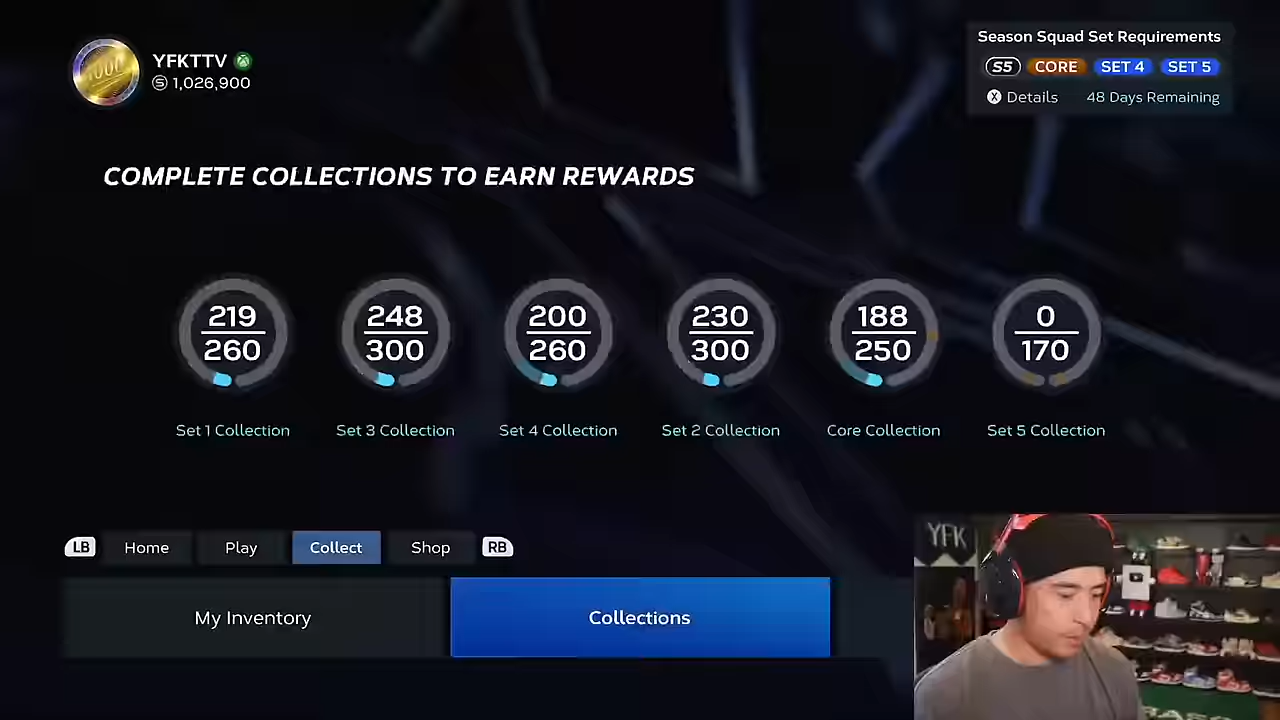 YFKTTV
1,026,900
Season Squad Set Requirements
S5 CORE SET 4 SET 5
X Details 48 Days Remaining
COMPLETE COLLECTIONS TO EARN REWARDS
219 248 200 230 188 0
260 300 260 300 250 170
Set 1 Collection Set 3 Collection Set 4 Collection Set 2 Collection Core Collection Set 5 Collection
LB Home Play Collect Shop RB
My Inventory Collections
YFK